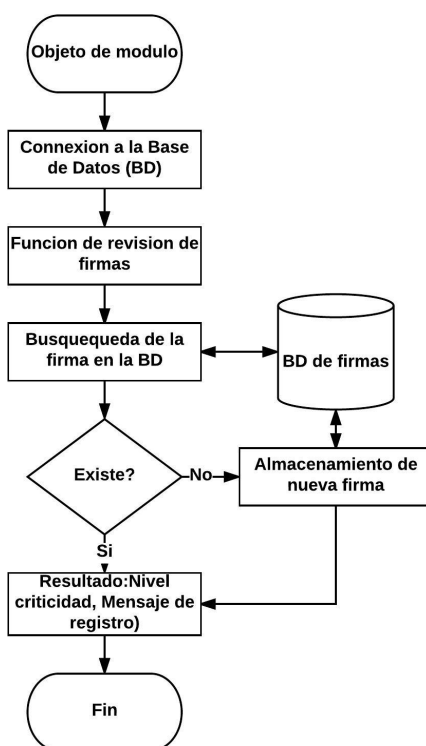 Objeto de modulo
Connexion a la Base
de Datos (BD)
Funcion de revision de
firmas
Busquequeda de la
firma en la BD
BD de firmas
Existe?
No
Almacenamiento de
nueva firma
Si
Resultado:Nivel
criticidad, Mensaje de
registro)
Fin